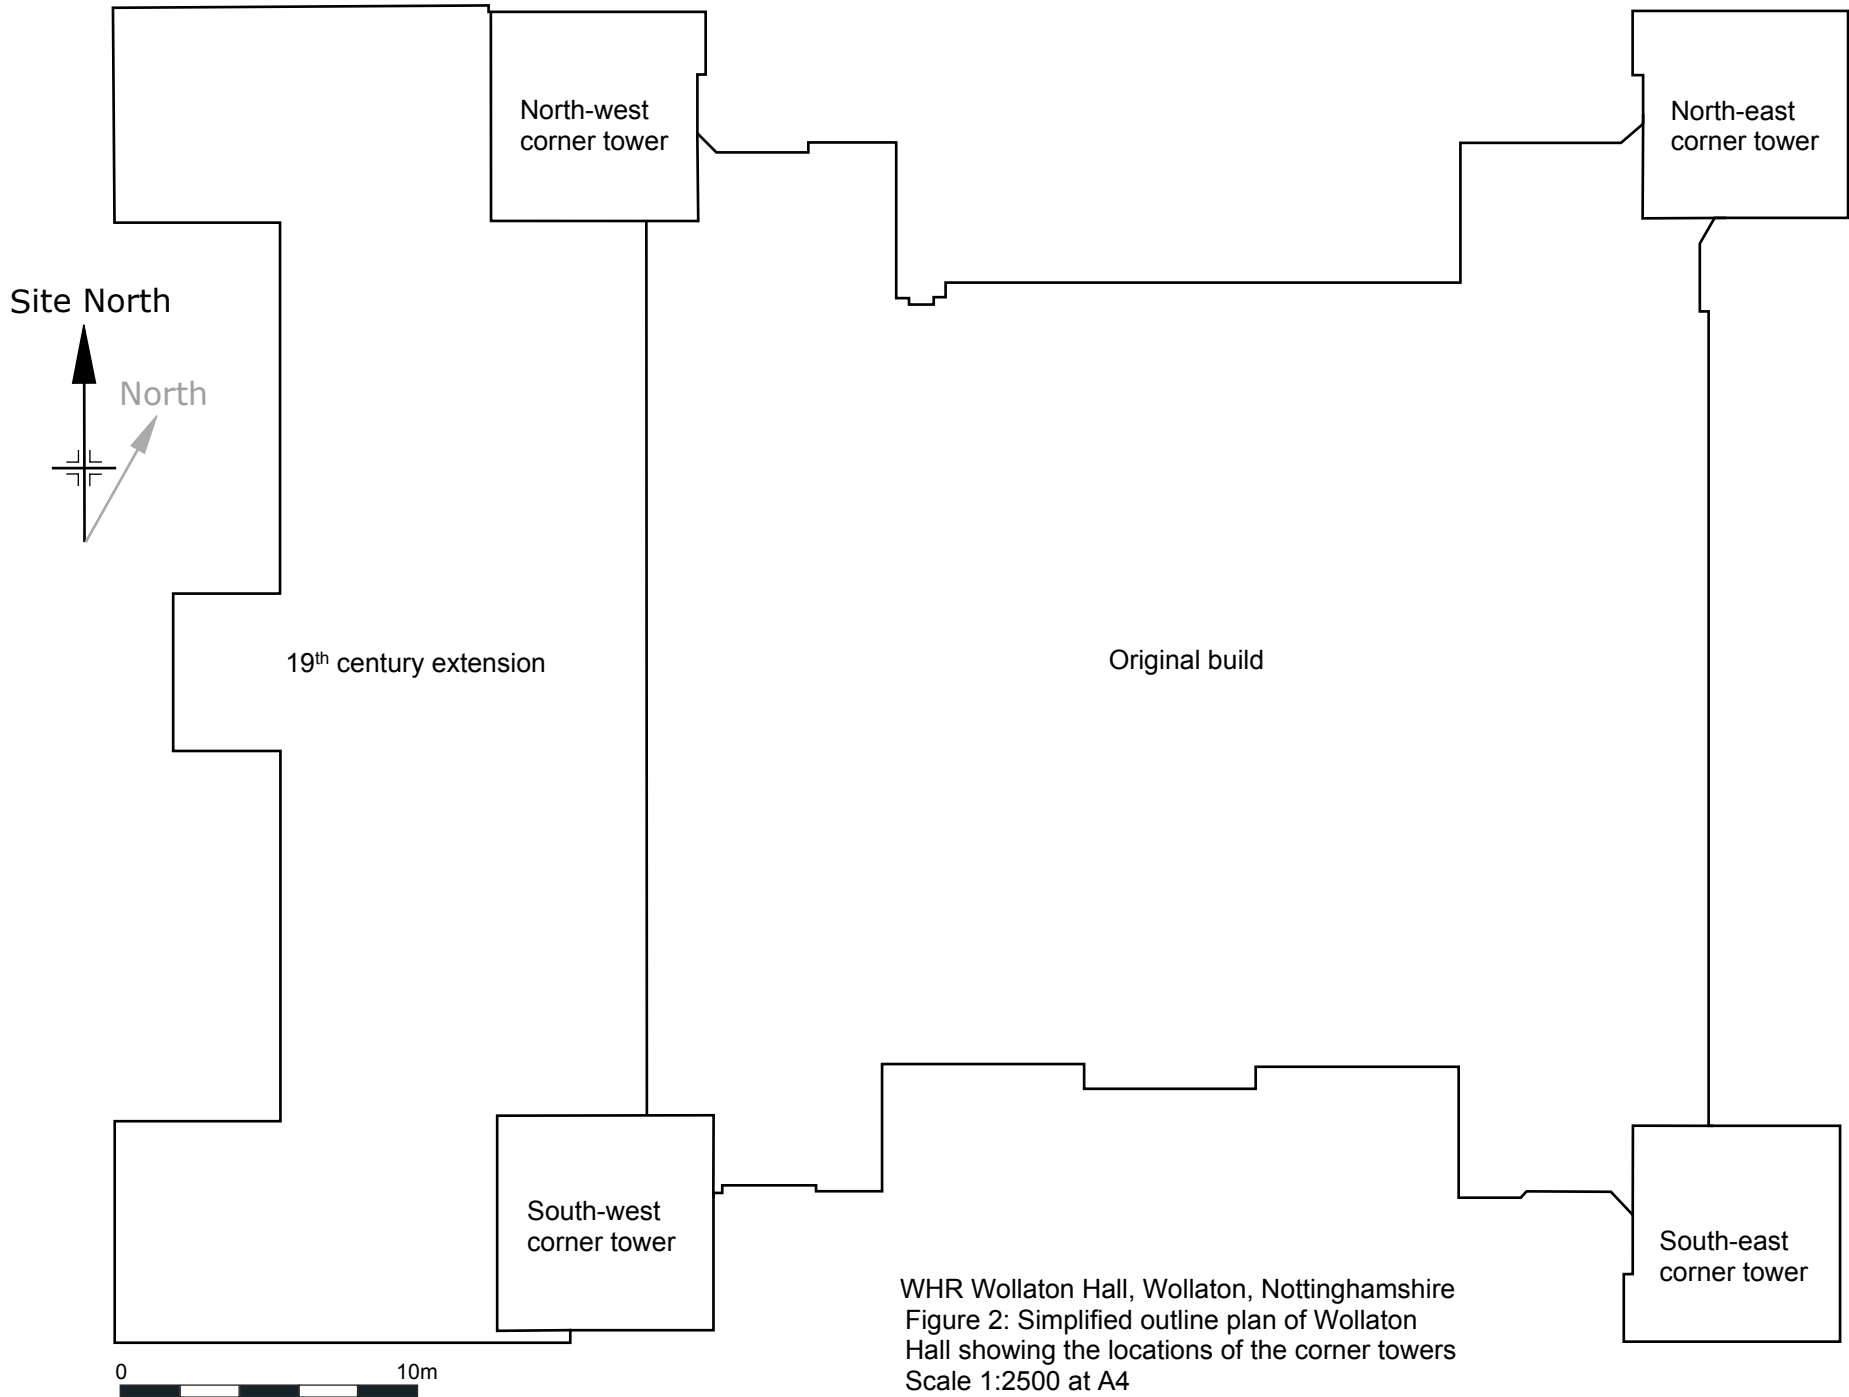 North-west
corner tower
North-east
corner tower
Site North
North
19th century extension
Original build
South-west
corner tower
South-east
corner tower
WHR Wollaton Hall, Wollaton, Nottinghamshire
Figure 2: Simplified outline plan of Wollaton
Hall showing the locations of the corner towers
Scale 1:2500 at A4
0 10m